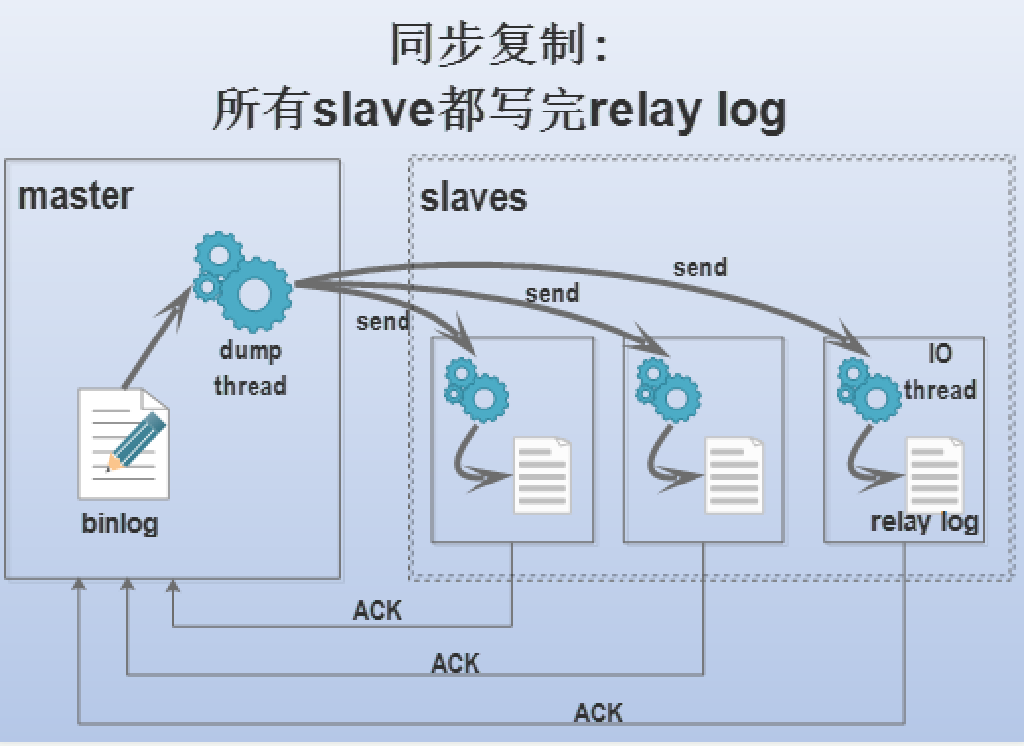 同步复制:
所有slave都写完relay log
master
slaves
send
send
send
dump
thread
IO
thread
binlog
relay log
ACK
ACK
ACK